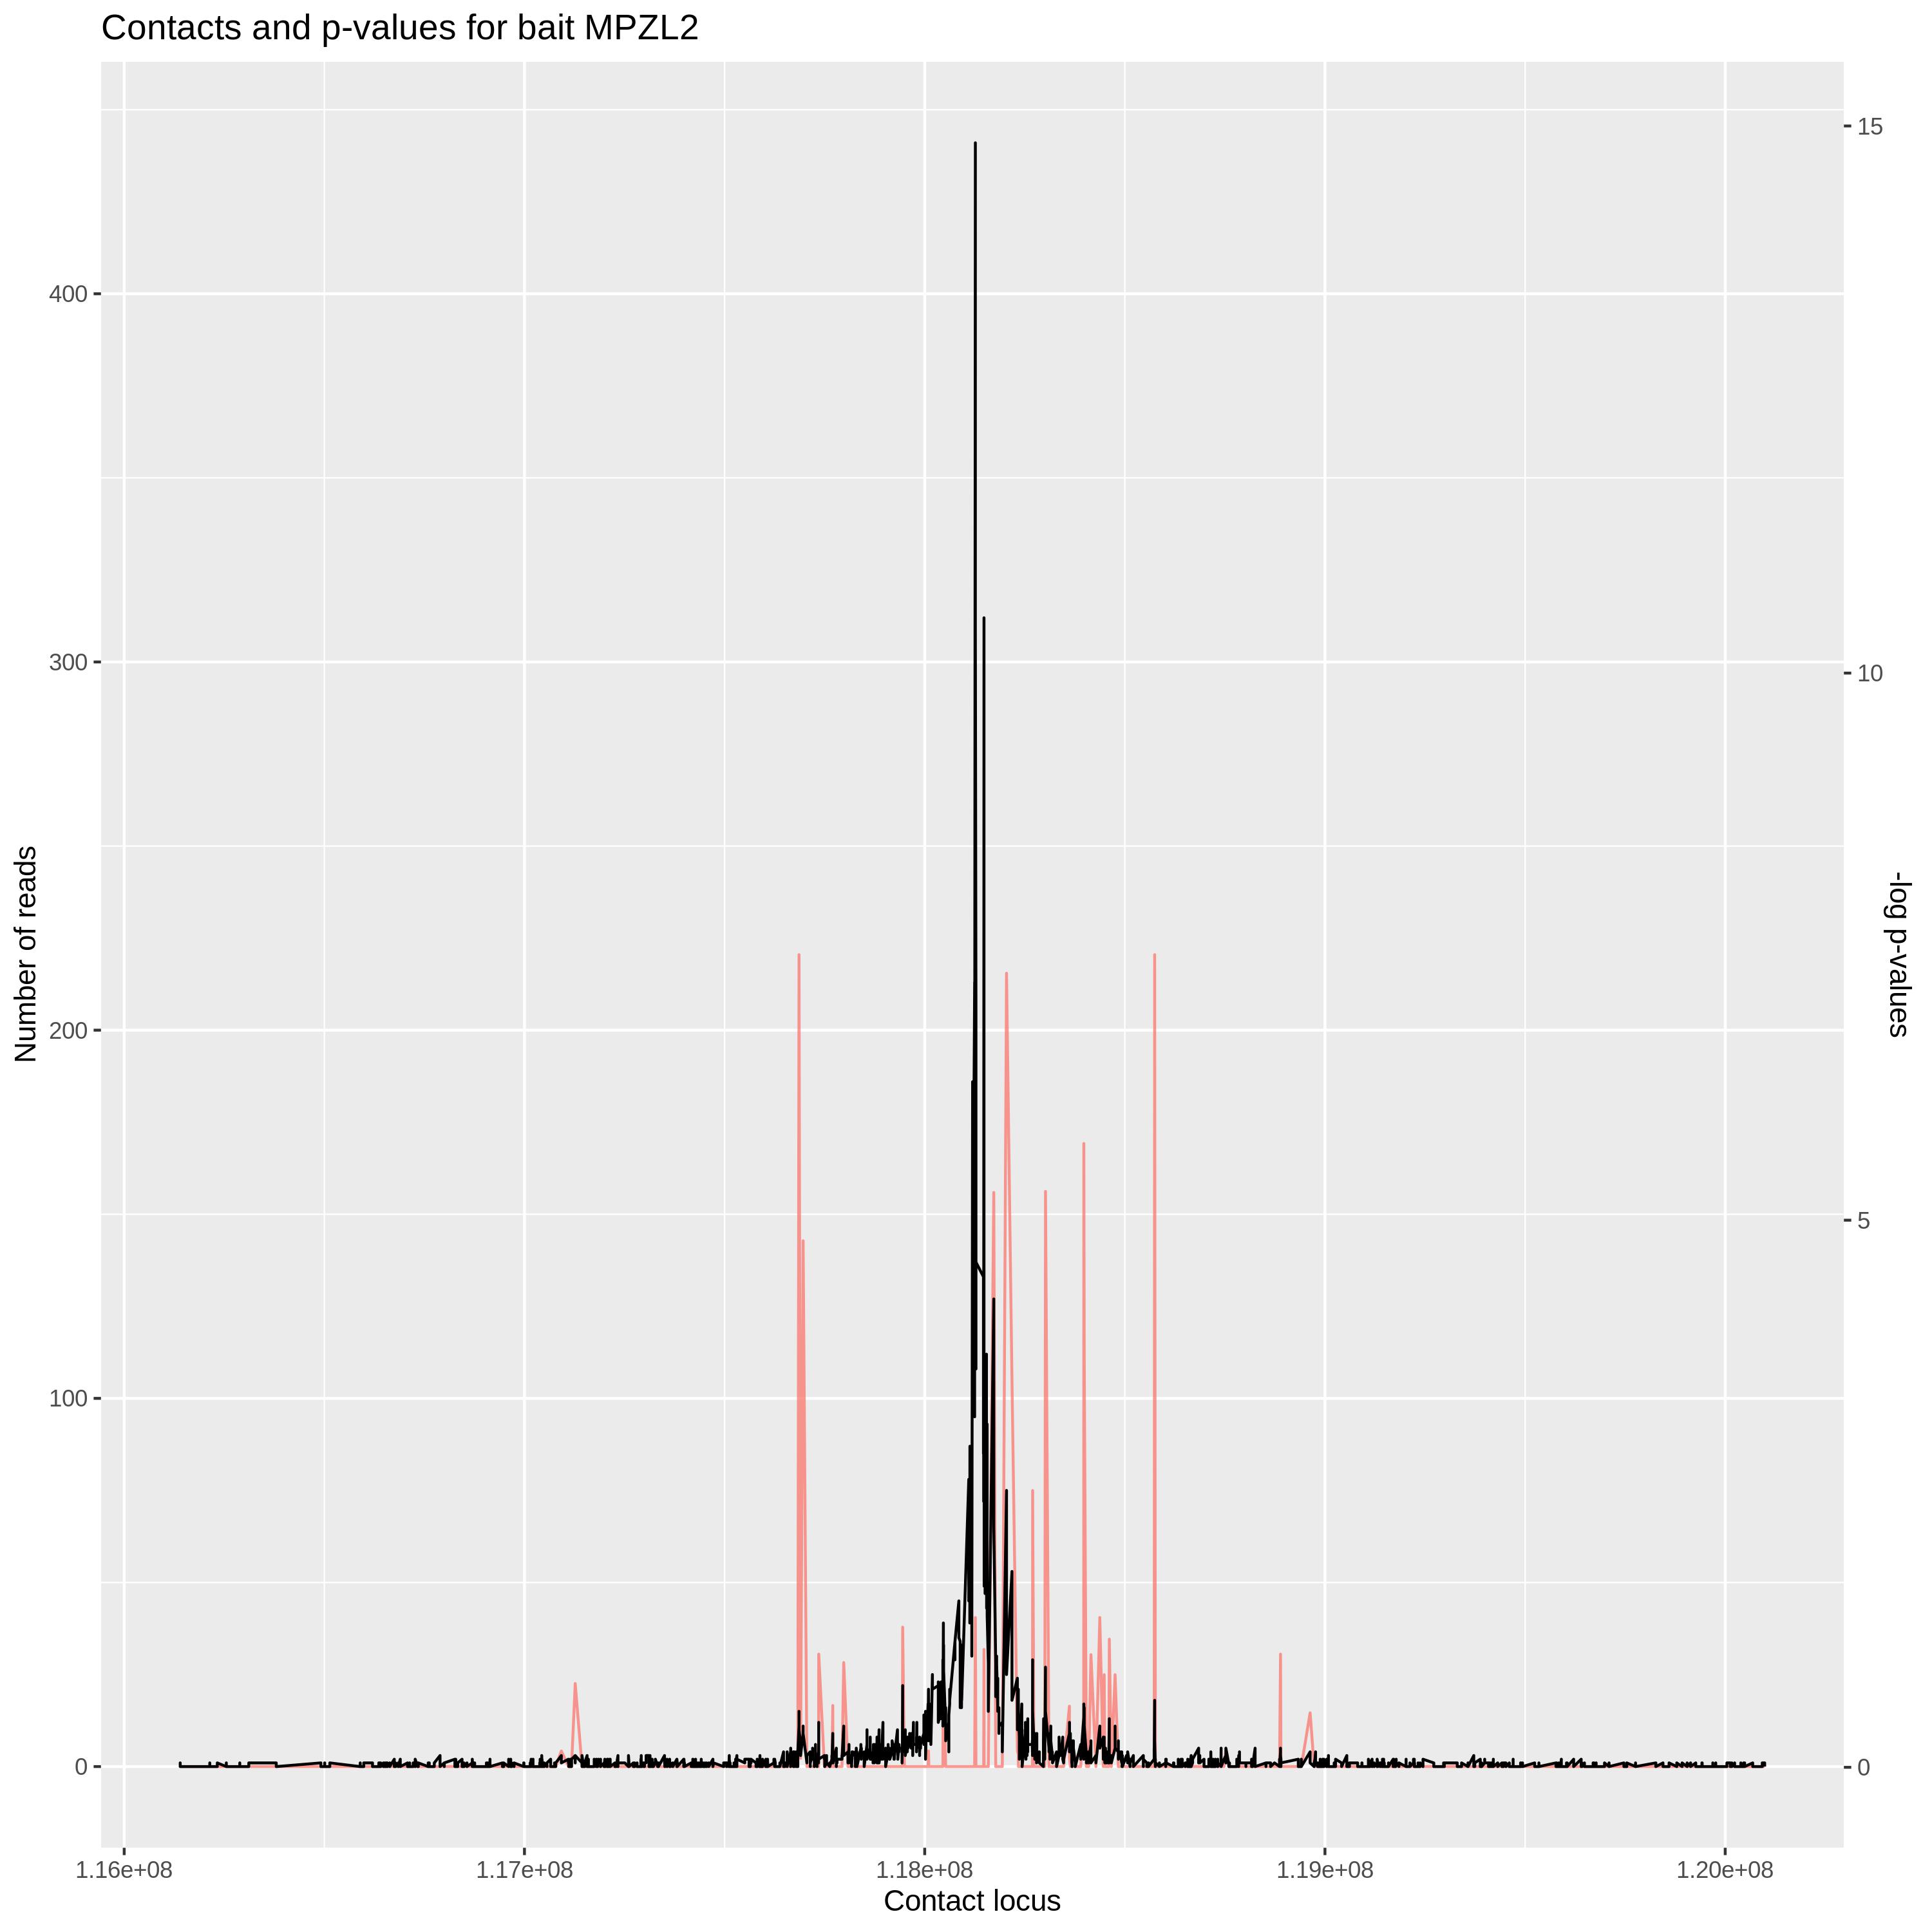 Contacts and p-values for bait MPZL2
Number of reads
400
300
200
100
0
15
10
5
0
-log p-values
1.16e+08 1.17e+08 1.18e+08 1.19e+08 1.20e+08
Contact locus